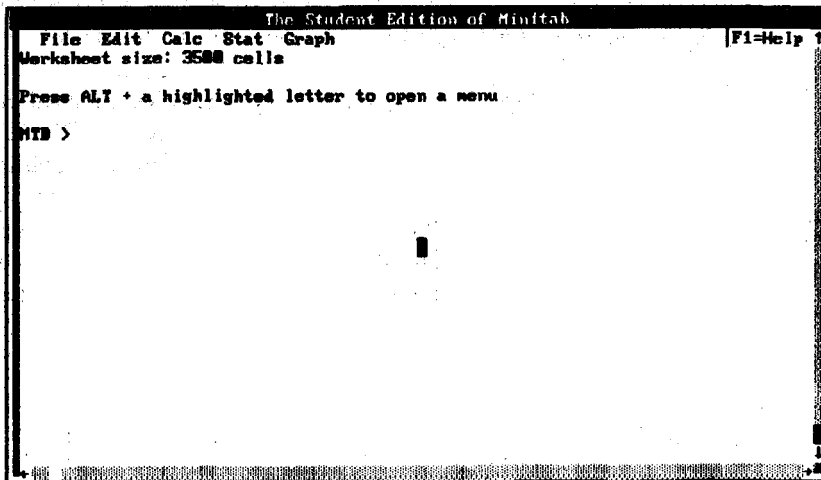 The Student Edition of Minitab
File Edit Calc Stat Graph F1=Help
Worksheet size: 3500 cells
Press ALT + a highlighted letter to open a menu
MTB >